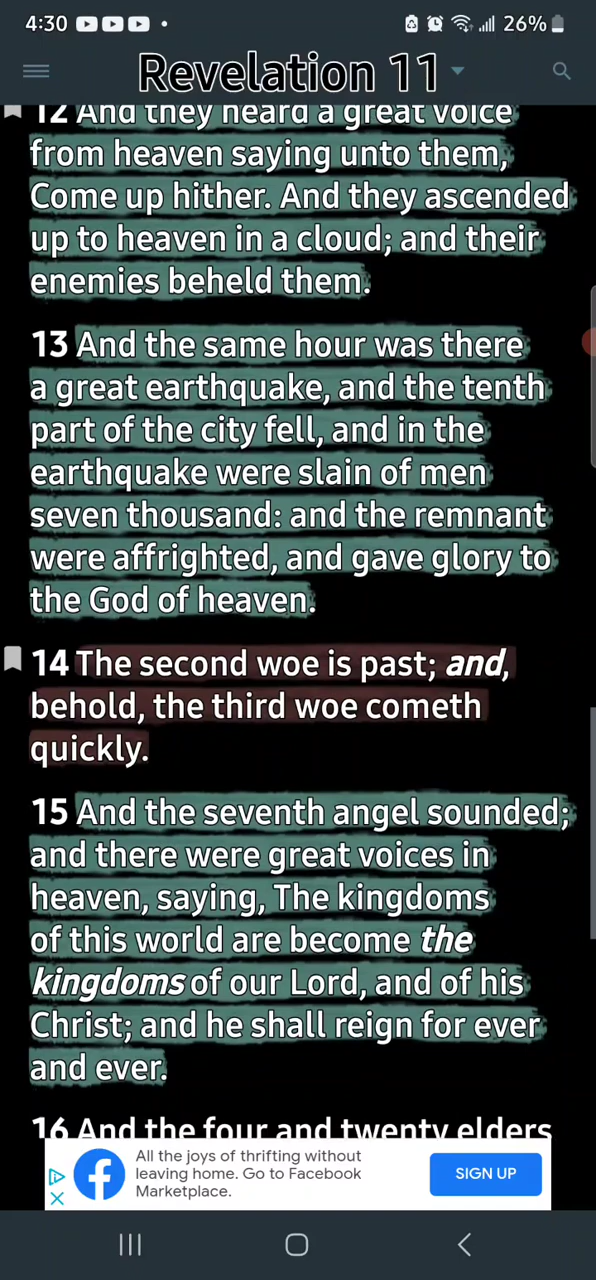 4:30 26%
Revelation 11
12 And they heard a great voice
from heaven saying unto them,
Come up hither. And they ascended
up to heaven in a cloud; and their
enemies beheld them.
13 And the same hour was there
a great earthquake, and the tenth
part of the city fell, and in the
earthquake were slain of men
seven thousand: and the remnant
were affrighted, and gave glory to
the God of heaven.
14 The second woe is past; and,
behold, the third woe cometh
quickly.
15 And the seventh angel sounded;
and there were great voices in
heaven, saying, The kingdoms
of this world are become the
kingdoms of our Lord, and of his
Christ; and he shall reign for ever
and ever.
16 And the four and twenty elders
All the joys of thrifting without
leaving home. Go to Facebook
Marketplace.
SIGN UP